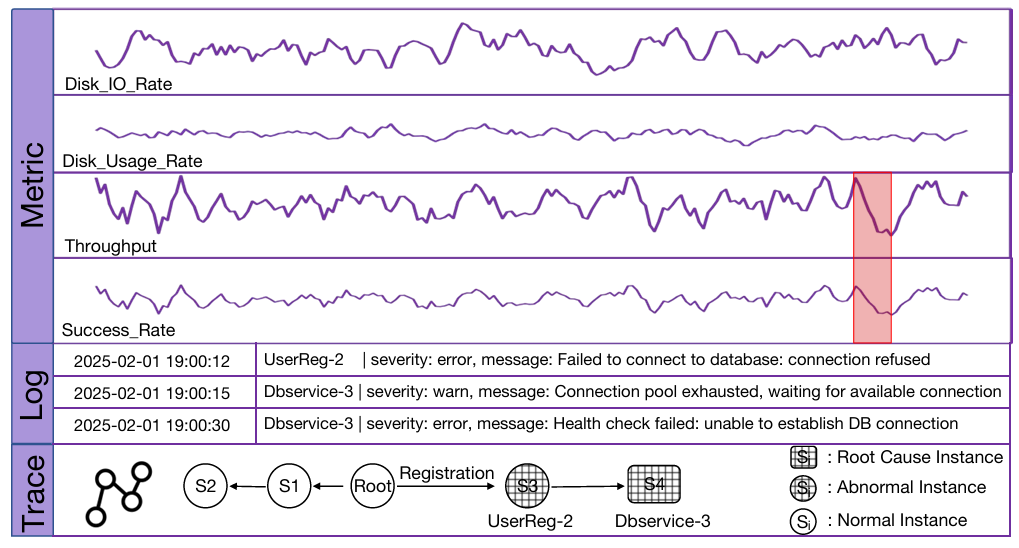 Metric
Disk_IO_Rate
Disk_Usage_Rate
Throughput
Success_Rate
Log
2025-02-01 19:00:12 UserReg-2 | severity: error, message: Failed to connect to database: connection refused
2025-02-01 19:00:15 Dbservice-3 | severity: warn, message: Connection pool exhausted, waiting for available connection
2025-02-01 19:00:30 Dbservice-3 | severity: error, message: Health check failed: unable to establish DB connection
Trace
S2 S1 Root Registration S3 S4
UserReg-2 Dbservice-3
Si : Root Cause Instance
Si : Abnormal Instance
Si : Normal Instance